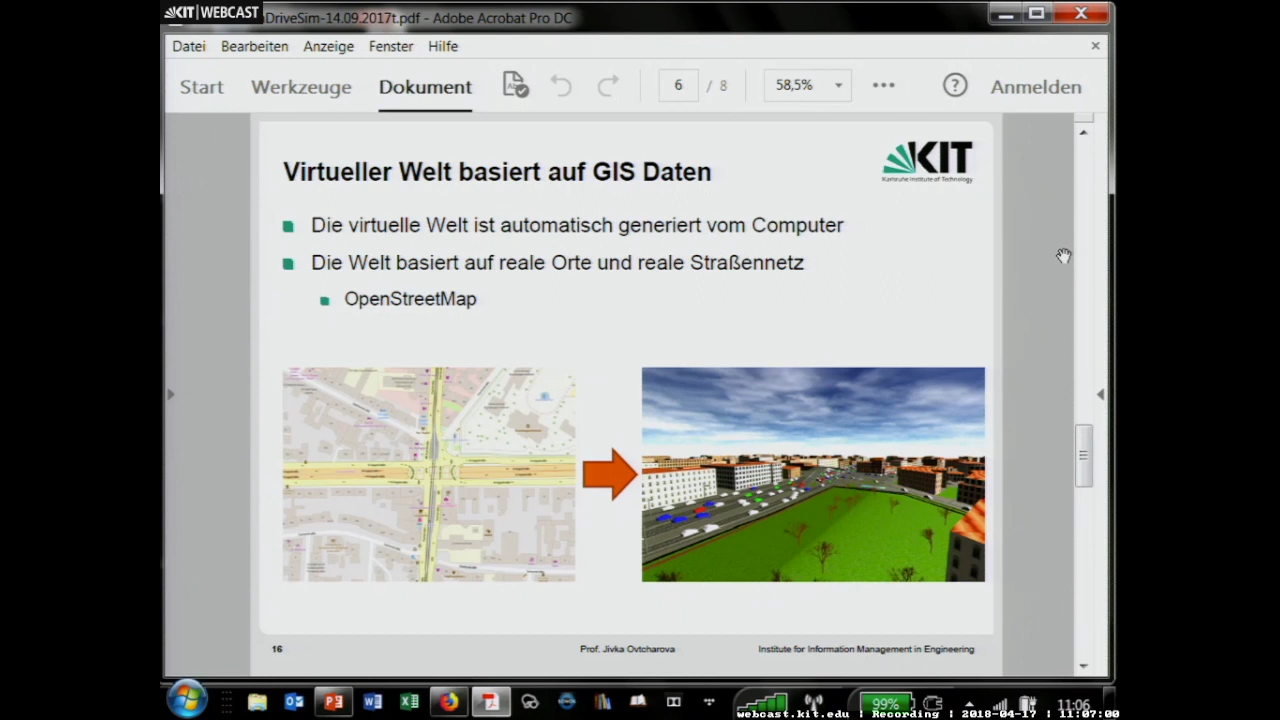 KIT WEBCAST
DriveSim-14.09.2017t.pdf - Adobe Acrobat Pro DC
Datei Bearbeiten Anzeige Fenster Hilfe
Start Werkzeuge Dokument 6 / 8 58,5% Anmelden
Virtueller Welt basiert auf GIS Daten
KIT
Karlsruhe Institute of Technology
Die virtuelle Welt ist automatisch generiert vom Computer
Die Welt basiert auf reale Orte und reale Straßennetz
OpenStreetMap
16 Prof. Jivka Ovtcharova Institute for Information Management in Engineering
99% 11:06
webcast.kit.edu | Recording | 2018-04-17 | 11:07:00